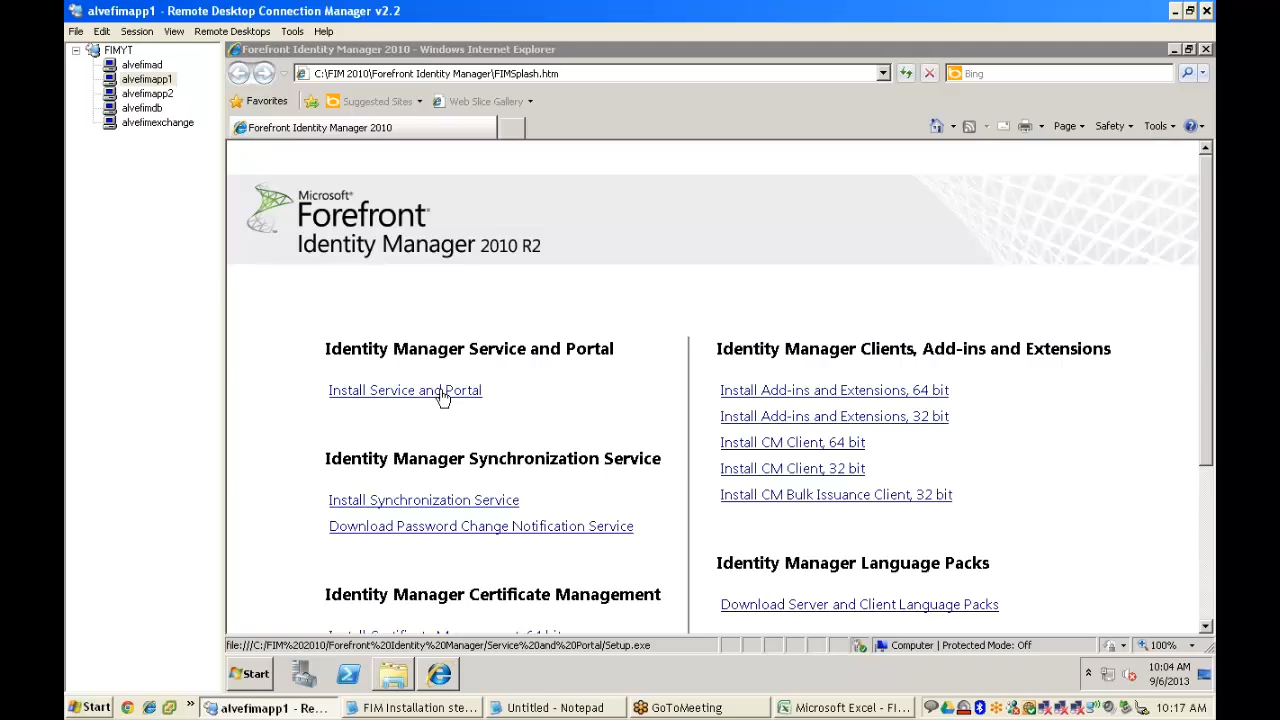 alvefimapp1 - Remote Desktop Connection Manager v2.2
File Edit Session View Remote Desktops Tools Help
FIMYT
alvefimad
alvefimapp1
alvefimapp2
alvefimdb
alvefimexchange
Forefront Identity Manager 2010 - Windows Internet Explorer
C:\FIM 2010\Forefront Identity Manager\FIMSplash.htm
Bing
Favorites Suggested Sites Web Slice Gallery
Forefront Identity Manager 2010
Page Safety Tools
Microsoft®
Forefront®
Identity Manager 2010 R2
Identity Manager Service and Portal
Install Service and Portal
Identity Manager Synchronization Service
Install Synchronization Service
Download Password Change Notification Service
Identity Manager Certificate Management
Identity Manager Clients, Add-ins and Extensions
Install Add-ins and Extensions, 64 bit
Install Add-ins and Extensions, 32 bit
Install CM Client, 64 bit
Install CM Client, 32 bit
Install CM Bulk Issuance Client, 32 bit
Identity Manager Language Packs
Download Server and Client Language Packs
file:///C:/FIM%202010/Forefront%20Identity%20Manager/Service%20and%20Portal/Setup.exe
Computer | Protected Mode: Off
100%
Start
10:04 AM
9/6/2013
Start
alvefimapp1 - Re...
FIM Installation ste...
Untitled - Notepad
GoToMeeting
Microsoft Excel - FI...
10:17 AM